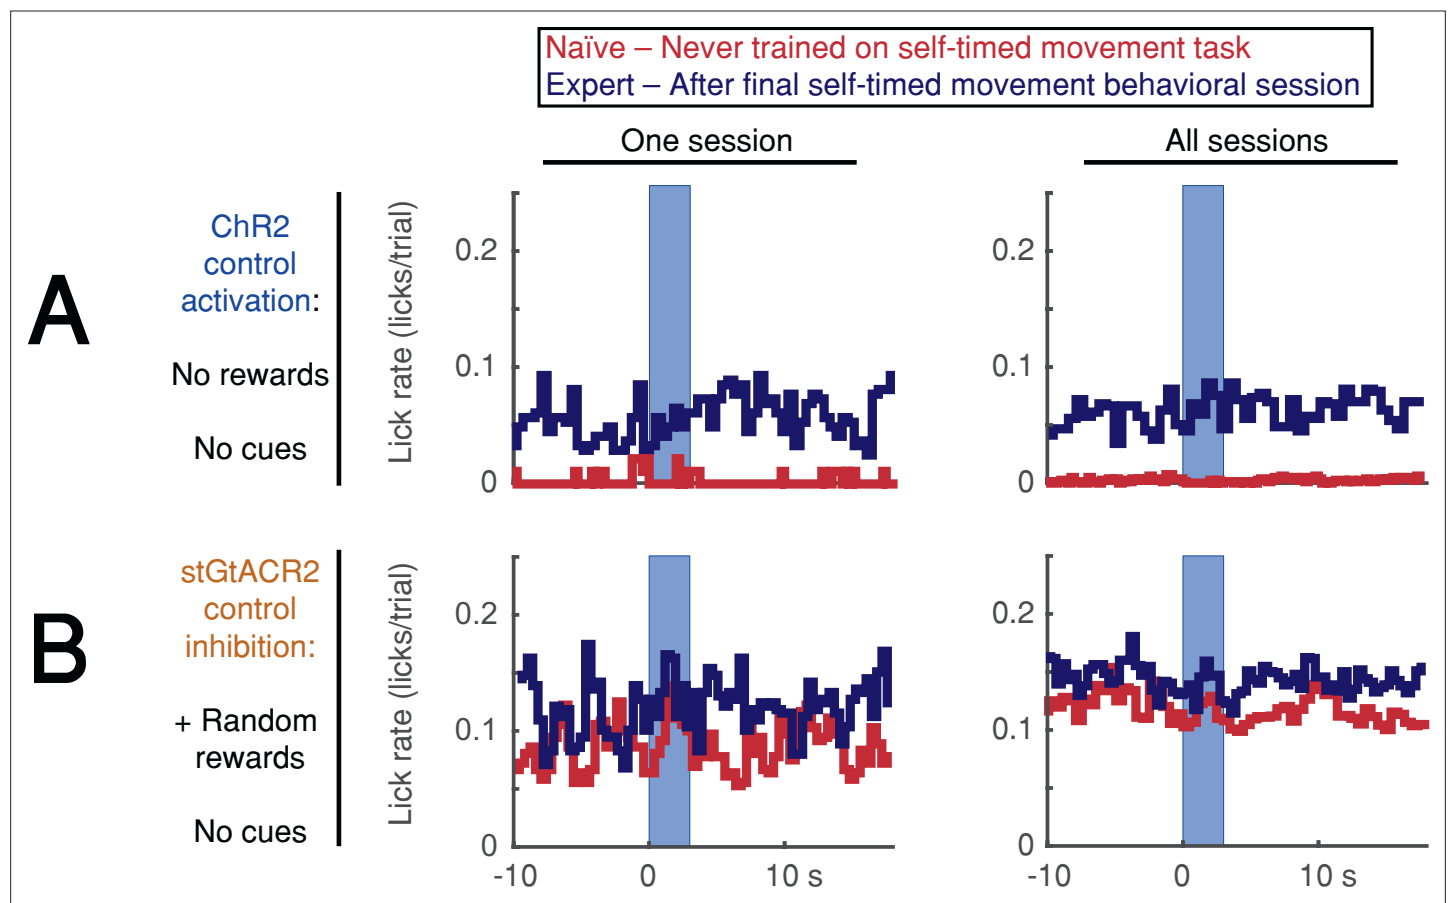 Naïve – Never trained on self-timed movement task
Expert – After final self-timed movement behavioral session
One session
All sessions
A
ChR2
control
activation:
No rewards
No cues
Lick rate (licks/trial)
0.2
0.1
0
0.2
0.1
0
B
stGtACR2
control
inhibition:
+ Random
rewards
No cues
Lick rate (licks/trial)
0.2
0.1
0
-10
0
10 s
0.2
0.1
0
-10
0
10 s